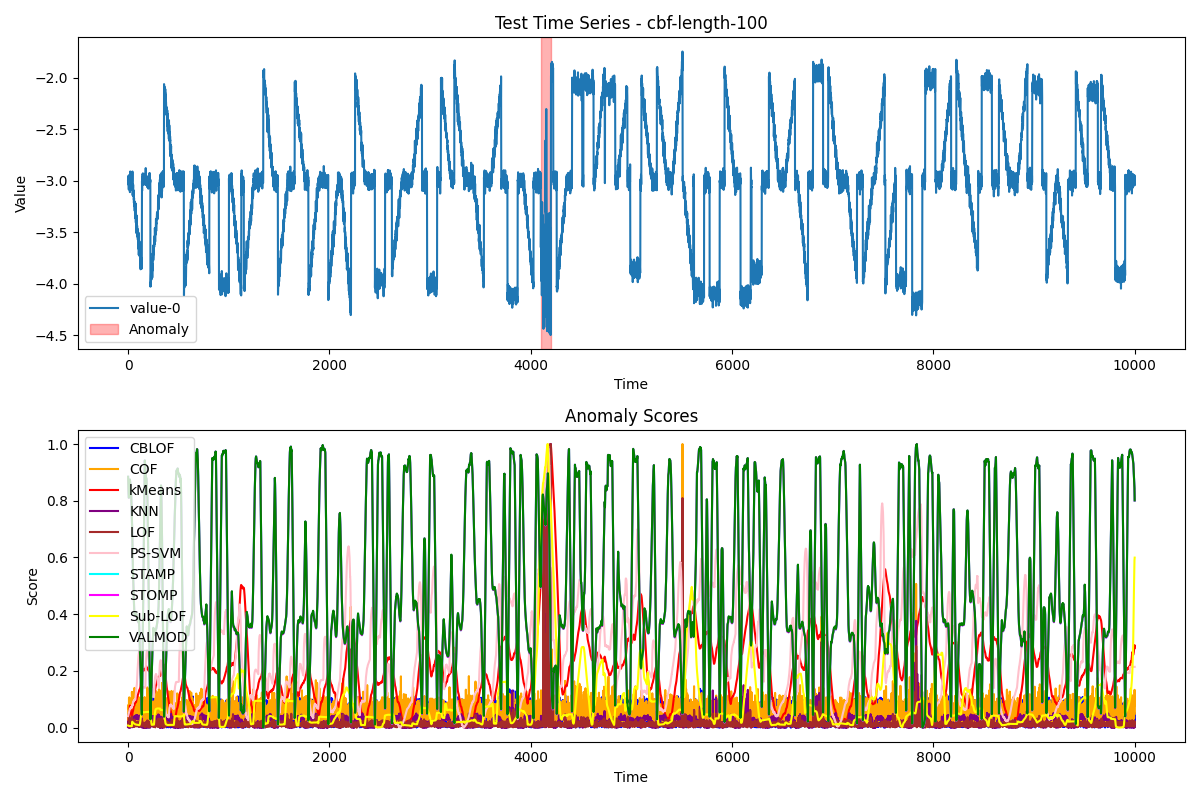 Test Time Series - cbf-length-100
Value
−2.0
−2.5
−3.0
−3.5
−4.0
−4.5
value-0
Anomaly
0
2000
4000
6000
8000
10000
Time
Anomaly Scores
Score
1.0
0.8
0.6
0.4
0.2
0.0
CBLOF
COF
kMeans
KNN
LOF
PS-SVM
STAMP
STOMP
Sub-LOF
VALMOD
0
2000
4000
6000
8000
10000
Time